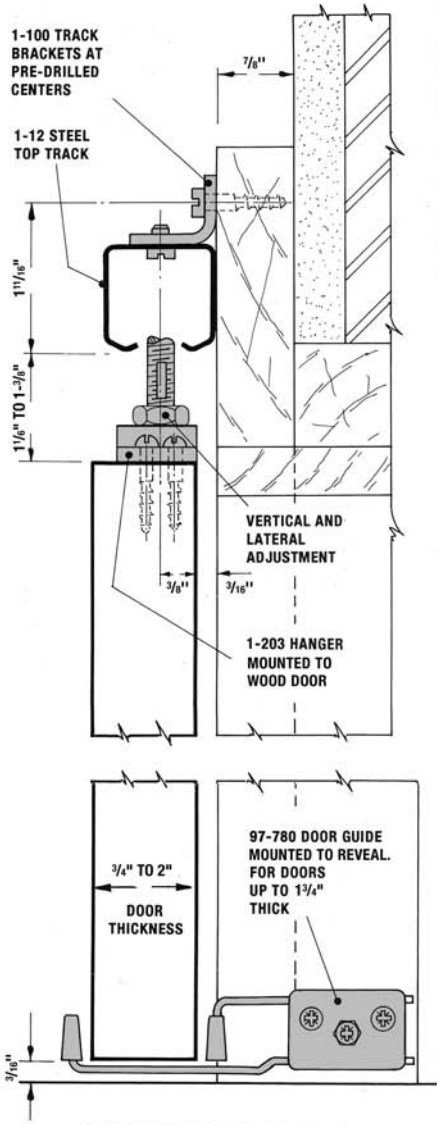 1-100 TRACK
BRACKETS AT
PRE-DRILLED
CENTERS
7/8"
1-12 STEEL
TOP TRACK
1 11/16"
1 1/6" TO 1-3/8"
VERTICAL AND
LATERAL
ADJUSTMENT
3/8"
3/16"
1-203 HANGER
MOUNTED TO
WOOD DOOR
3/4" TO 2"
DOOR
THICKNESS
97-780 DOOR GUIDE
MOUNTED TO REVEAL.
FOR DOORS
UP TO 1 3/4"
THICK
3/16"